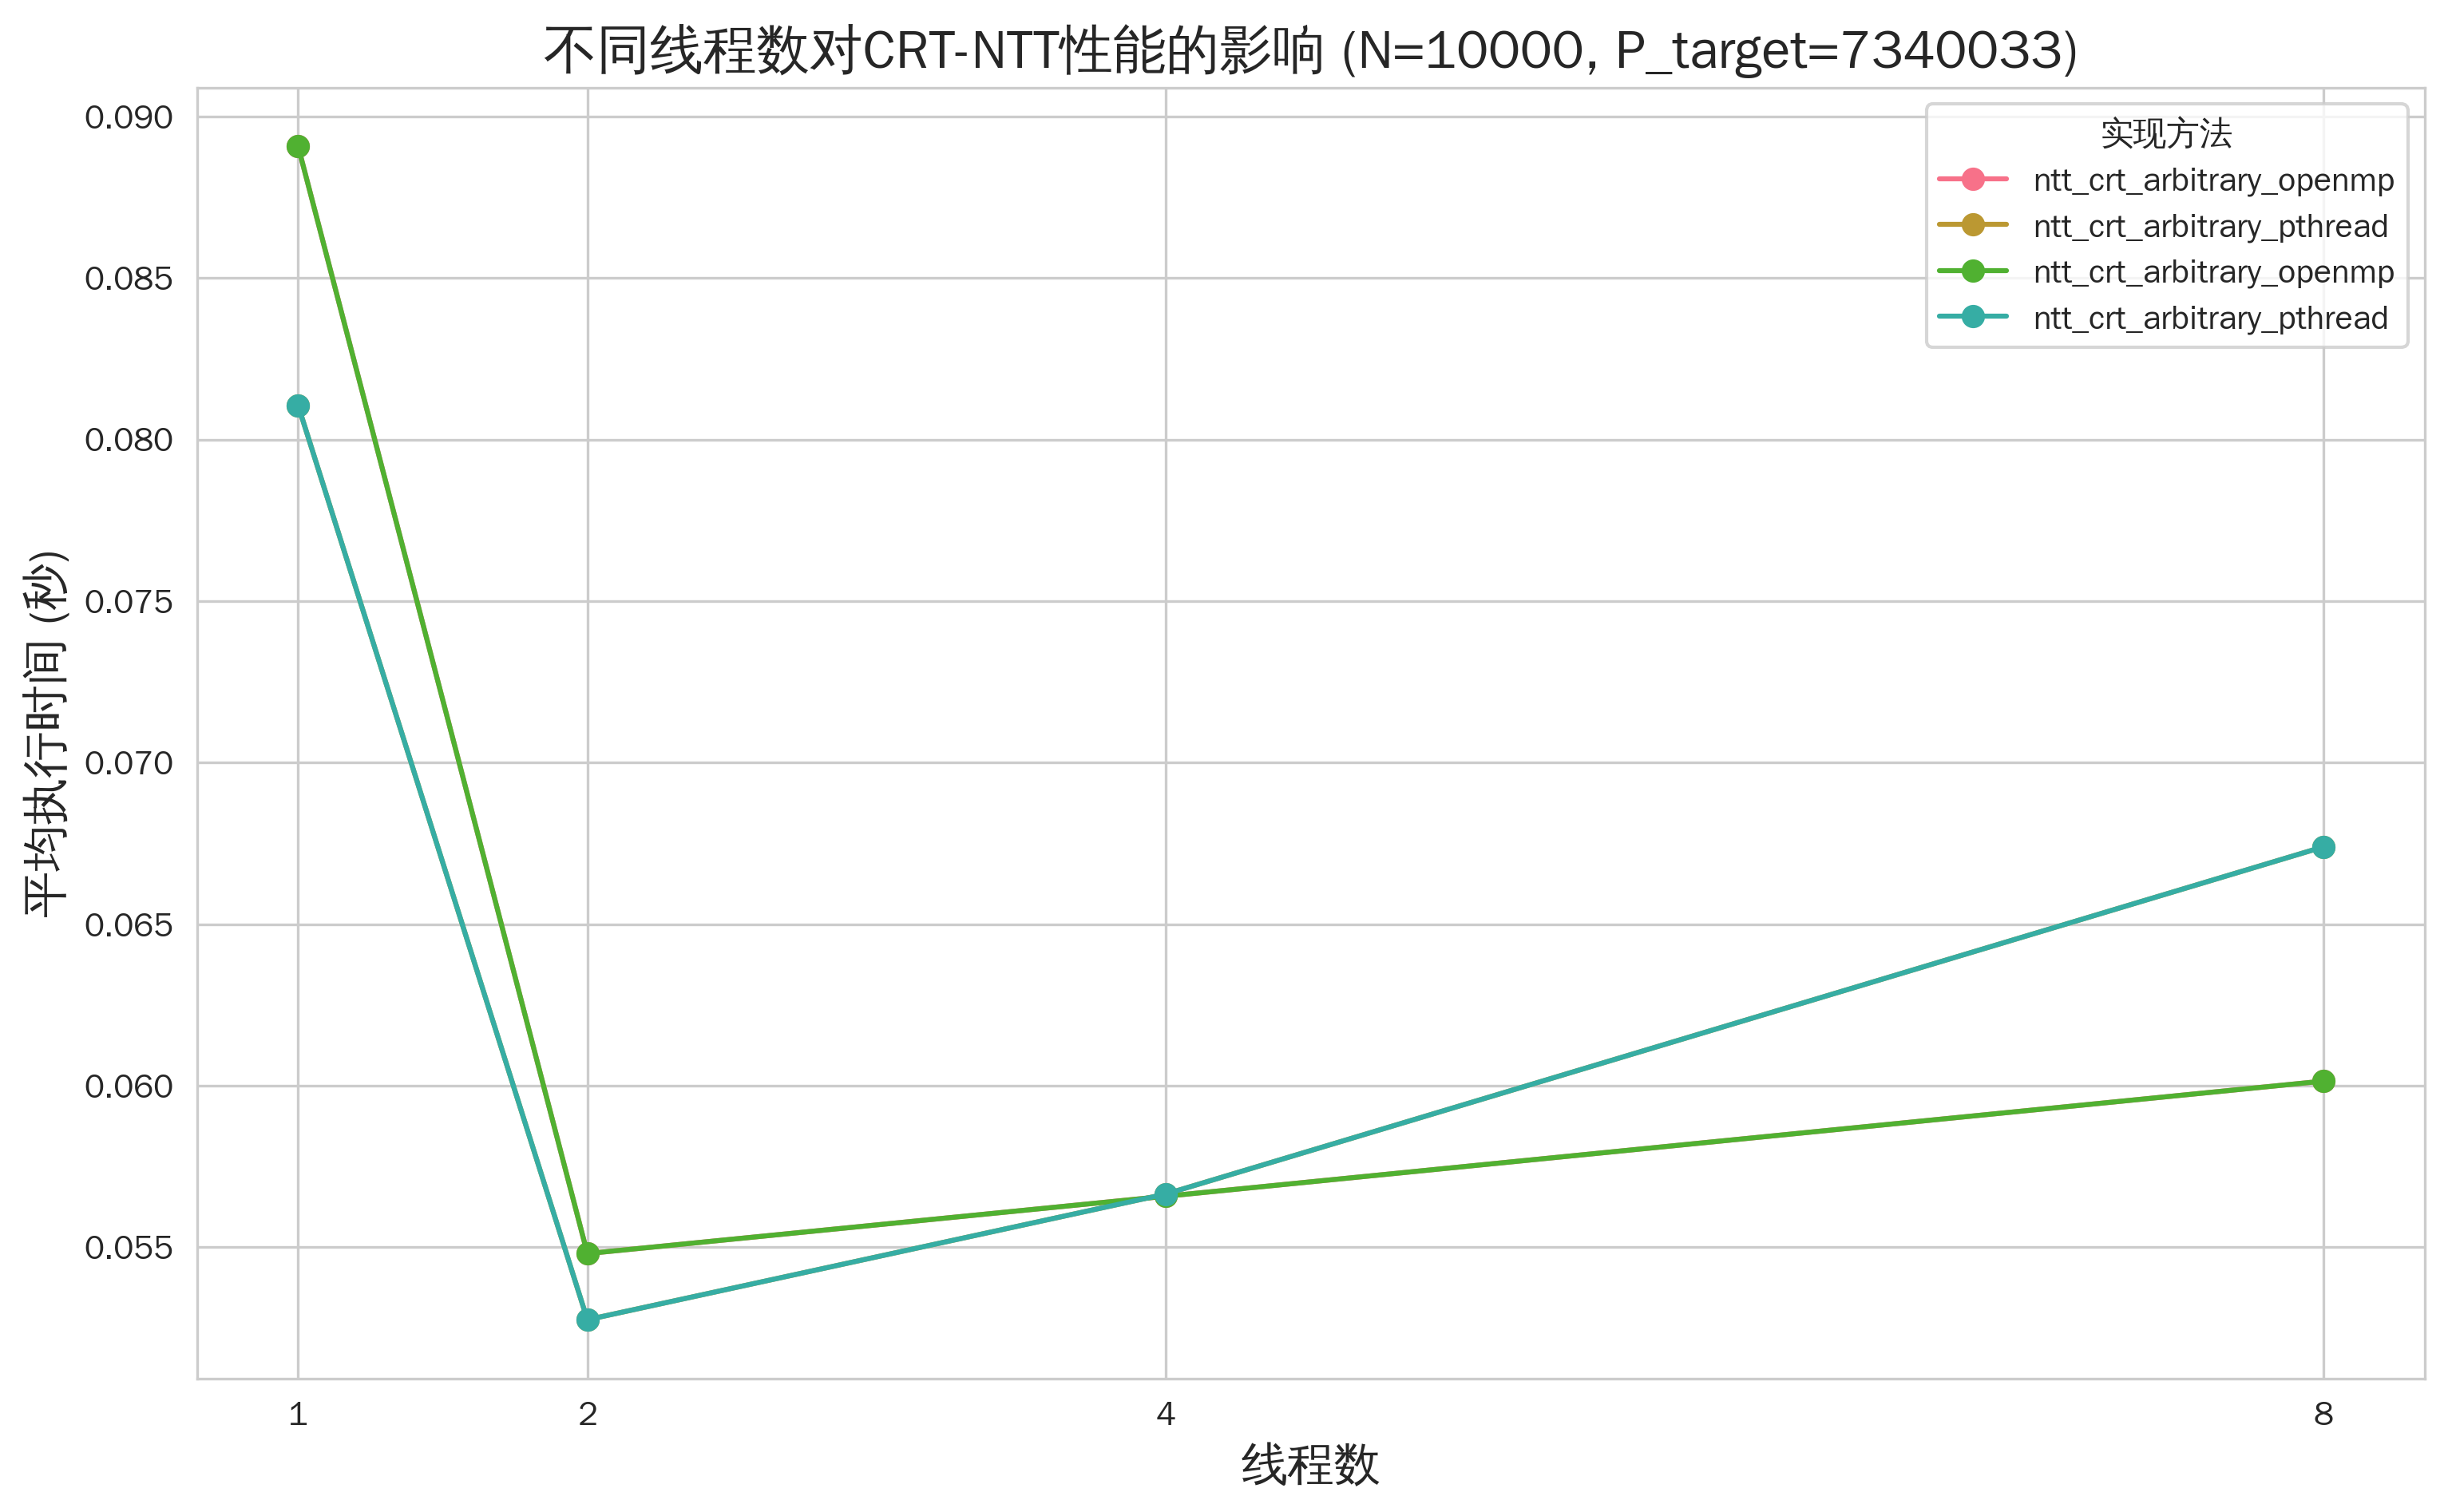 不同线程数对CRT-NTT性能的影响 (N=10000, P_target=7340033)
实现方法
ntt_crt_arbitrary_openmp
ntt_crt_arbitrary_pthread
ntt_crt_arbitrary_openmp
ntt_crt_arbitrary_pthread
平均执行时间 (秒)
0.090
0.085
0.080
0.075
0.070
0.065
0.060
0.055
1 2 4 8
线程数